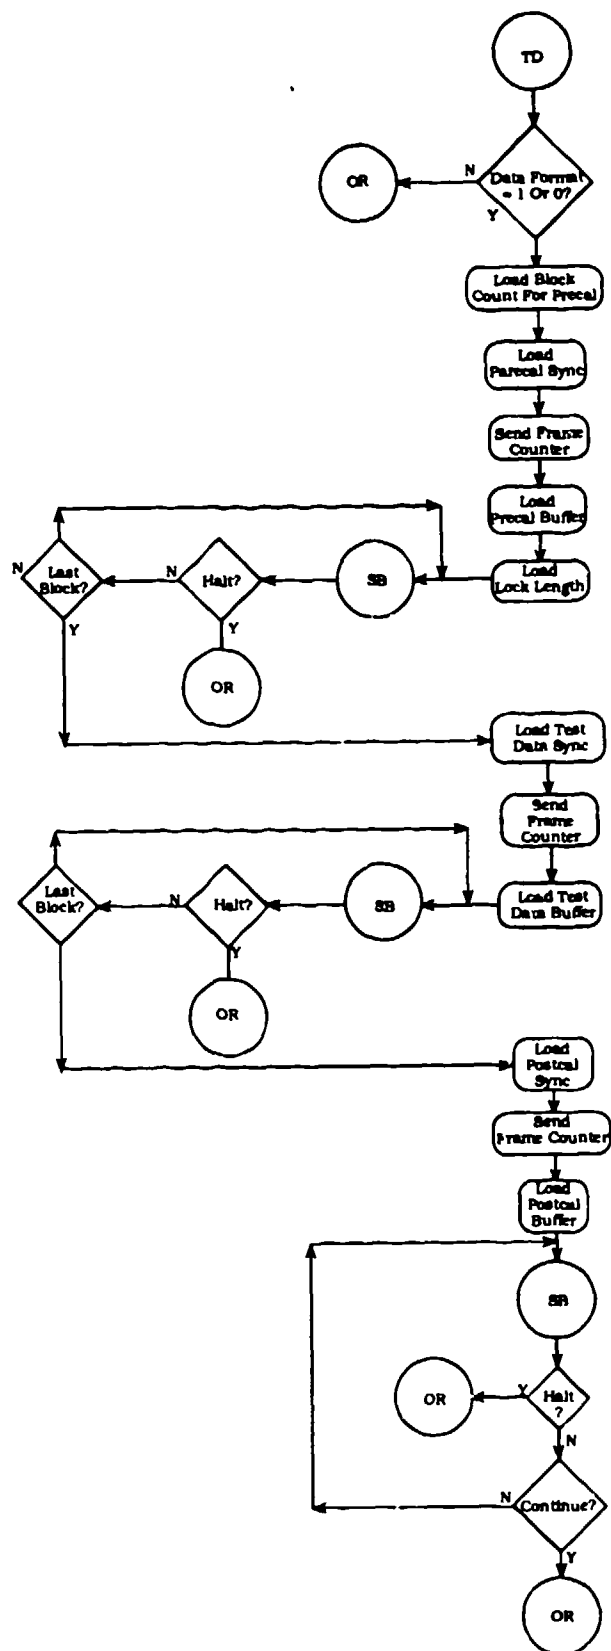 TD
OR
N
Data Format
= 1 Or 0?
Y
Load Block
Count For Precal
Load
Parecal Sync
Send Frame
Counter
Load
Precal Buffer
N
Last
Block?
N
Halt?
SB
Load
Lock Length
Y
Y
OR
Load Test
Data Sync
Send
Frame
Counter
Last
Block?
N
Halt?
SB
Load Test
Data Buffer
Y
OR
Load
Postcal
Sync
Send
Frame Counter
Load
Postcal
Buffer
SB
OR
Y
Halt
?
N
N
Continue?
Y
OR